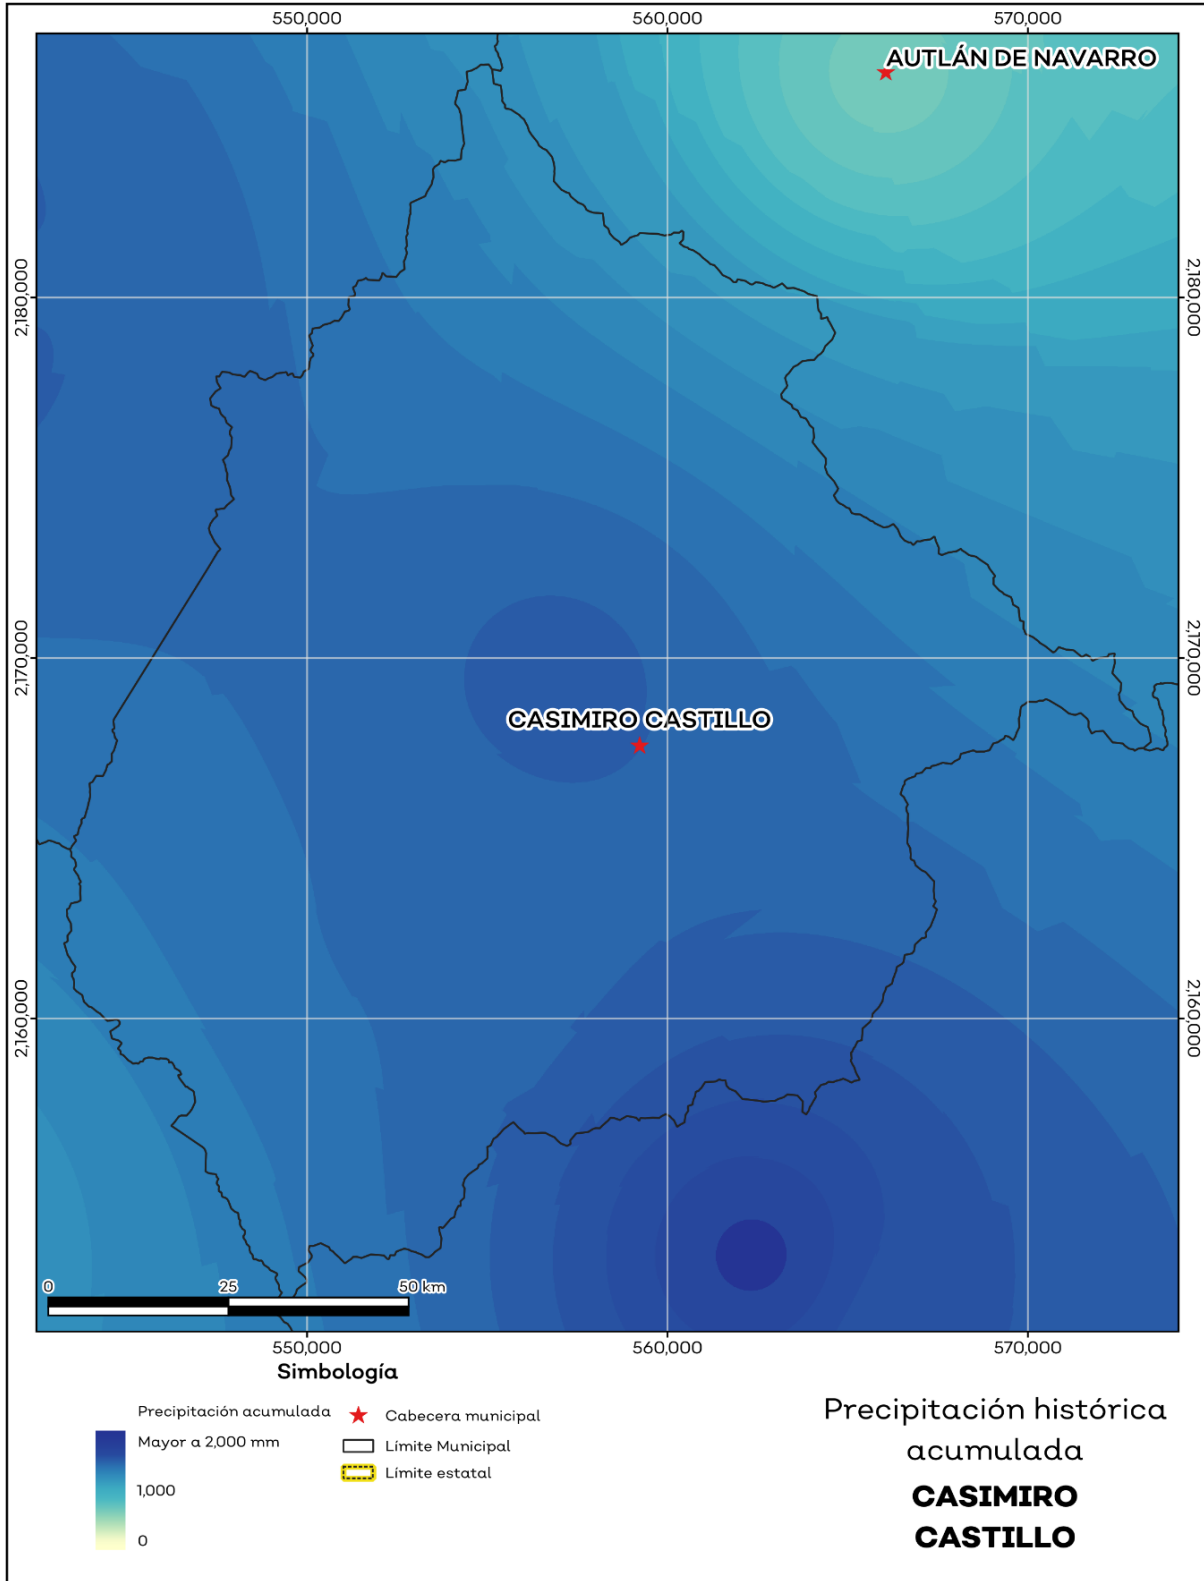 550,000
560,000
570,000
AUTLÁN DE NAVARRO
2,180,000
2,180,000
2,170,000
2,170,000
CASIMIRO CASTILLO
2,160,000
2,160,000
0
25
50 km
550,000
560,000
570,000
Simbología
Precipitación acumulada
Mayor a 2,000 mm
1,000
0
Cabecera municipal
Límite Municipal
Límite estatal
Precipitación histórica
acumulada
CASIMIRO
CASTILLO